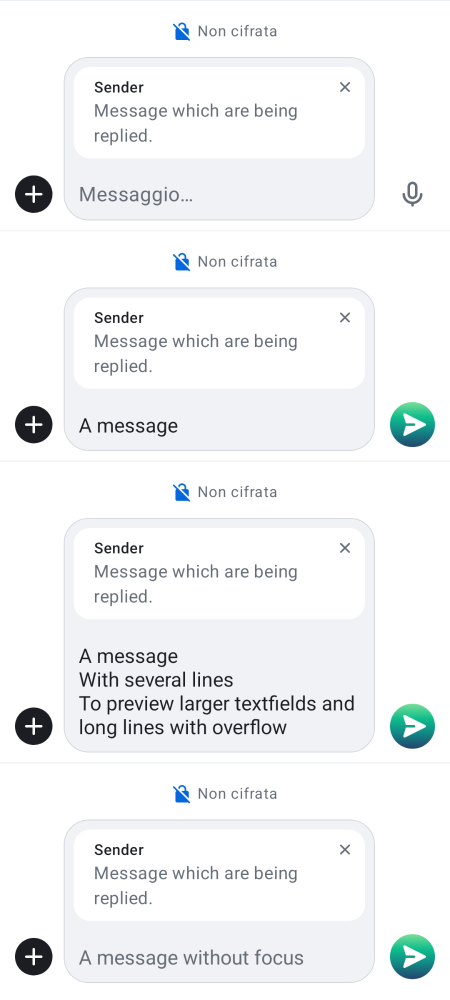 Non cifrata
Sender
Message which are being
replied.
Messaggio…
Non cifrata
Sender
Message which are being
replied.
A message
Non cifrata
Sender
Message which are being
replied.
A message
With several lines
To preview larger textfields and
long lines with overflow
Non cifrata
Sender
Message which are being
replied.
A message without focus